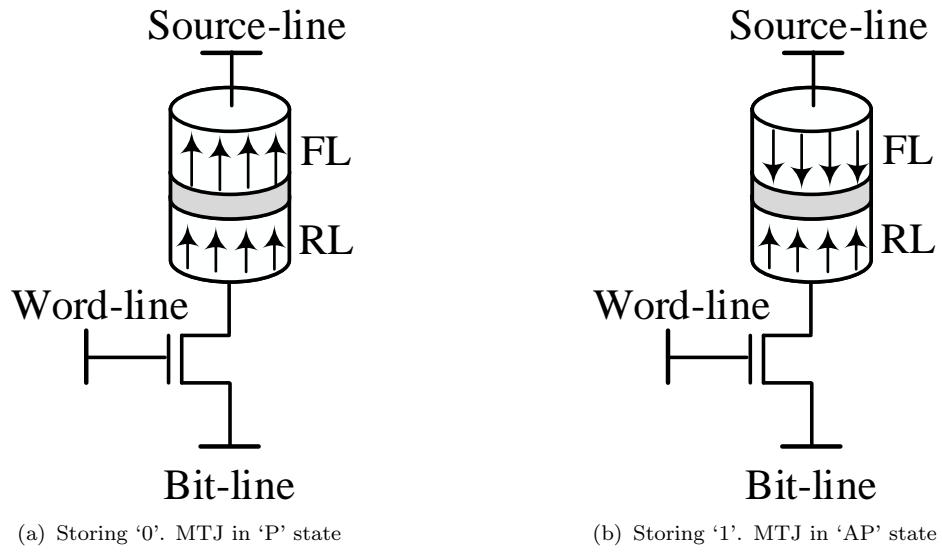 Source-line
FL
RL
Word-line
Bit-line
(a) Storing ‘0’. MTJ in ‘P’ state
Source-line
FL
RL
Word-line
Bit-line
(b) Storing ‘1’. MTJ in ‘AP’ state